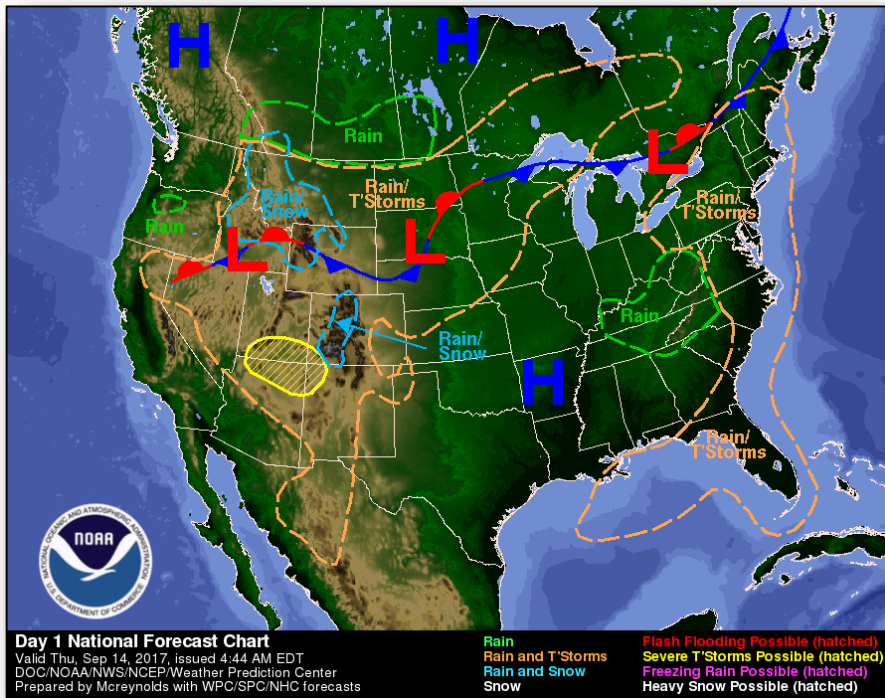 H
H
Rain
Rain/
Snow
Rain/
T'Storms
L
Rain/
T'Storms
Rain
L
L
Rain
Rain/
Snow
H
Rain/
T'Storms
NATIONAL OCEANIC AND ATMOSPHERIC ADMINISTRATION
NOAA
U.S. DEPARTMENT OF COMMERCE
Day 1 National Forecast Chart
Valid Thu, Sep 14, 2017, issued 4:44 AM EDT
DOC/NOAA/NWS/NCEP/Weather Prediction Center
Prepared by Mcreynolds with WPC/SPC/NHC forecasts
Rain
Rain and T'Storms
Rain and Snow
Snow
Flash Flooding Possible (hatched)
Severe T'Storms Possible (hatched)
Freezing Rain Possible (hatched)
Heavy Snow Possible (hatched)